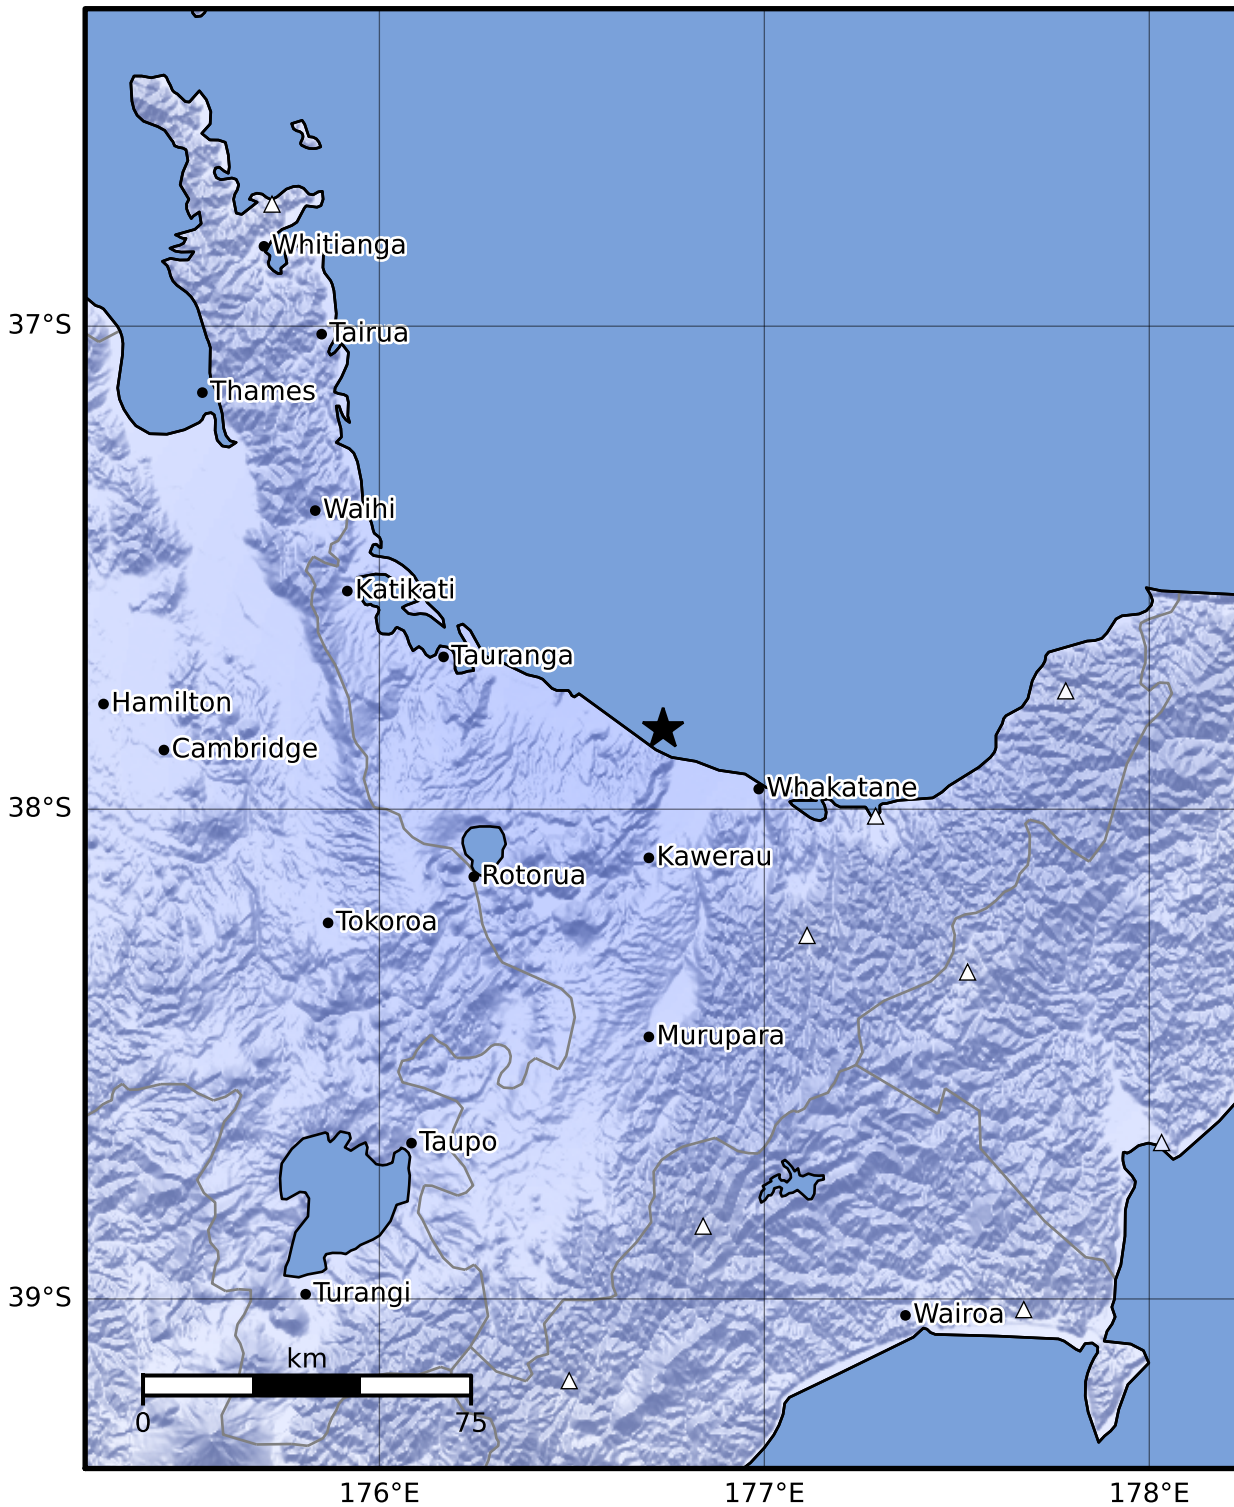 Whitianga
37°S
Tairua
Thames
Waihi
Katikati
Tauranga
Hamilton
Cambridge
Whakatane
38°S
Kawerau
Rotorua
Tokoroa
Murupara
Taupo
Turangi
39°S
Wairoa
km
0 75
176°E 177°E 178°E